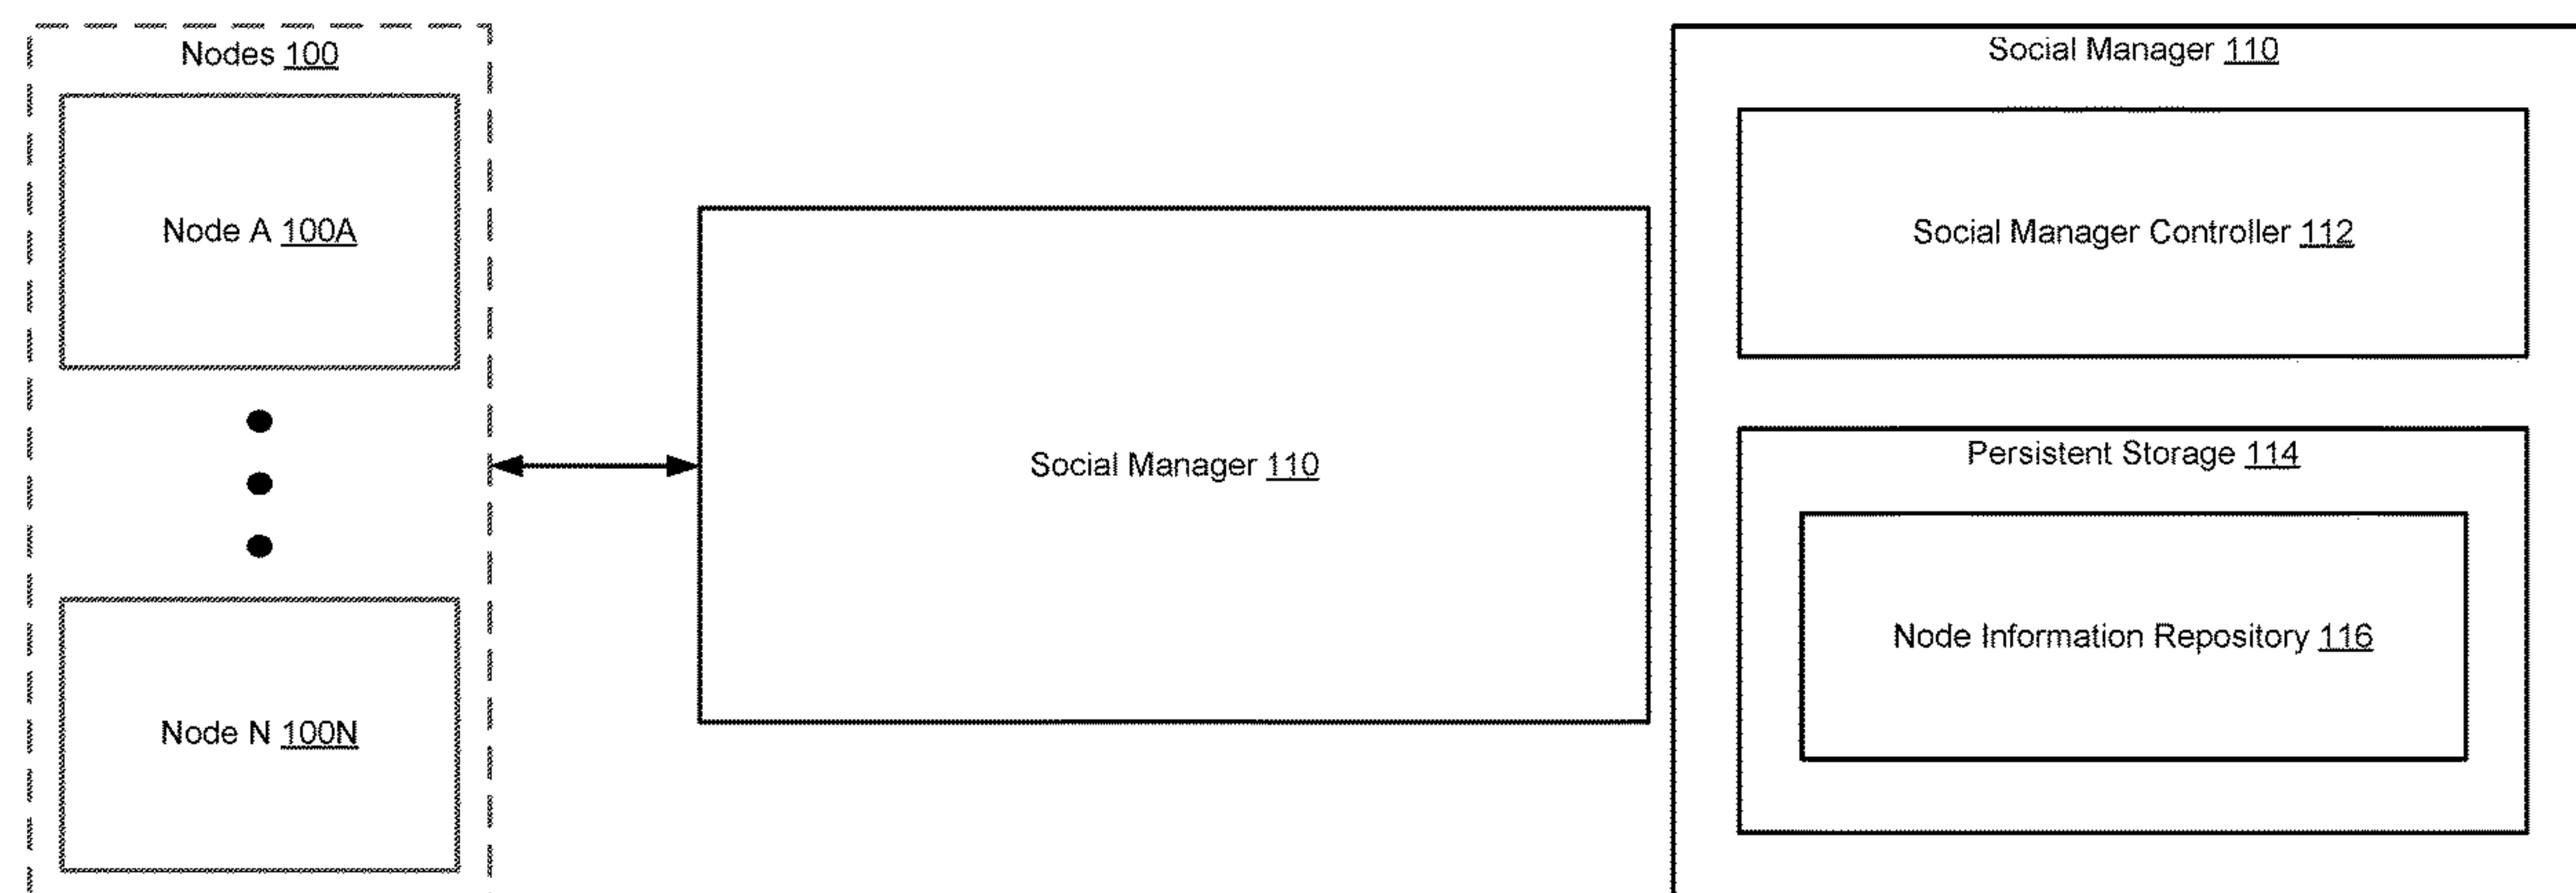 Nodes 100
Node A 100A
Node N 100N
Social Manager 110
Social Manager 110
Social Manager Controller 112
Persistent Storage 114
Node Information Repository 116